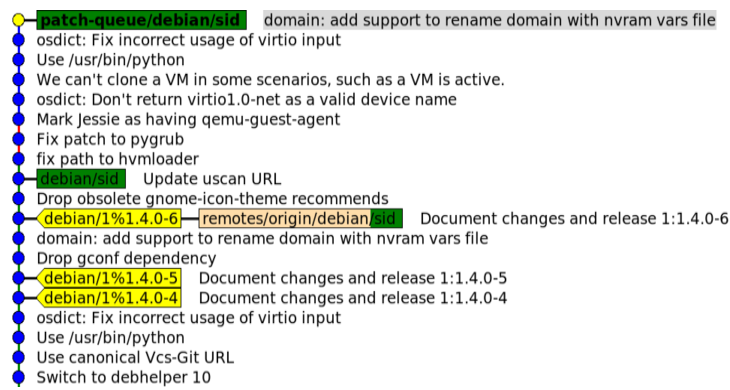 patch-queue/debian/sid domain: add support to rename domain with nvram vars file
osdict: Fix incorrect usage of virtio input
Use /usr/bin/python
We can't clone a VM in some scenarios, such as a VM is active.
osdict: Don't return virtio1.0-net as a valid device name
Mark Jessie as having qemu-guest-agent
Fix patch to pygrub
fix path to hvmloader
debian/sid Update uscan URL
Drop obsolete gnome-icon-theme recommends
debian/1%1.4.0-6 remotes/origin/debian/sid Document changes and release 1:1.4.0-6
domain: add support to rename domain with nvram vars file
Drop gconf dependency
debian/1%1.4.0-5 Document changes and release 1:1.4.0-5
debian/1%1.4.0-4 Document changes and release 1:1.4.0-4
osdict: Fix incorrect usage of virtio input
Use /usr/bin/python
Use canonical Vcs-Git URL
Switch to debhelper 10